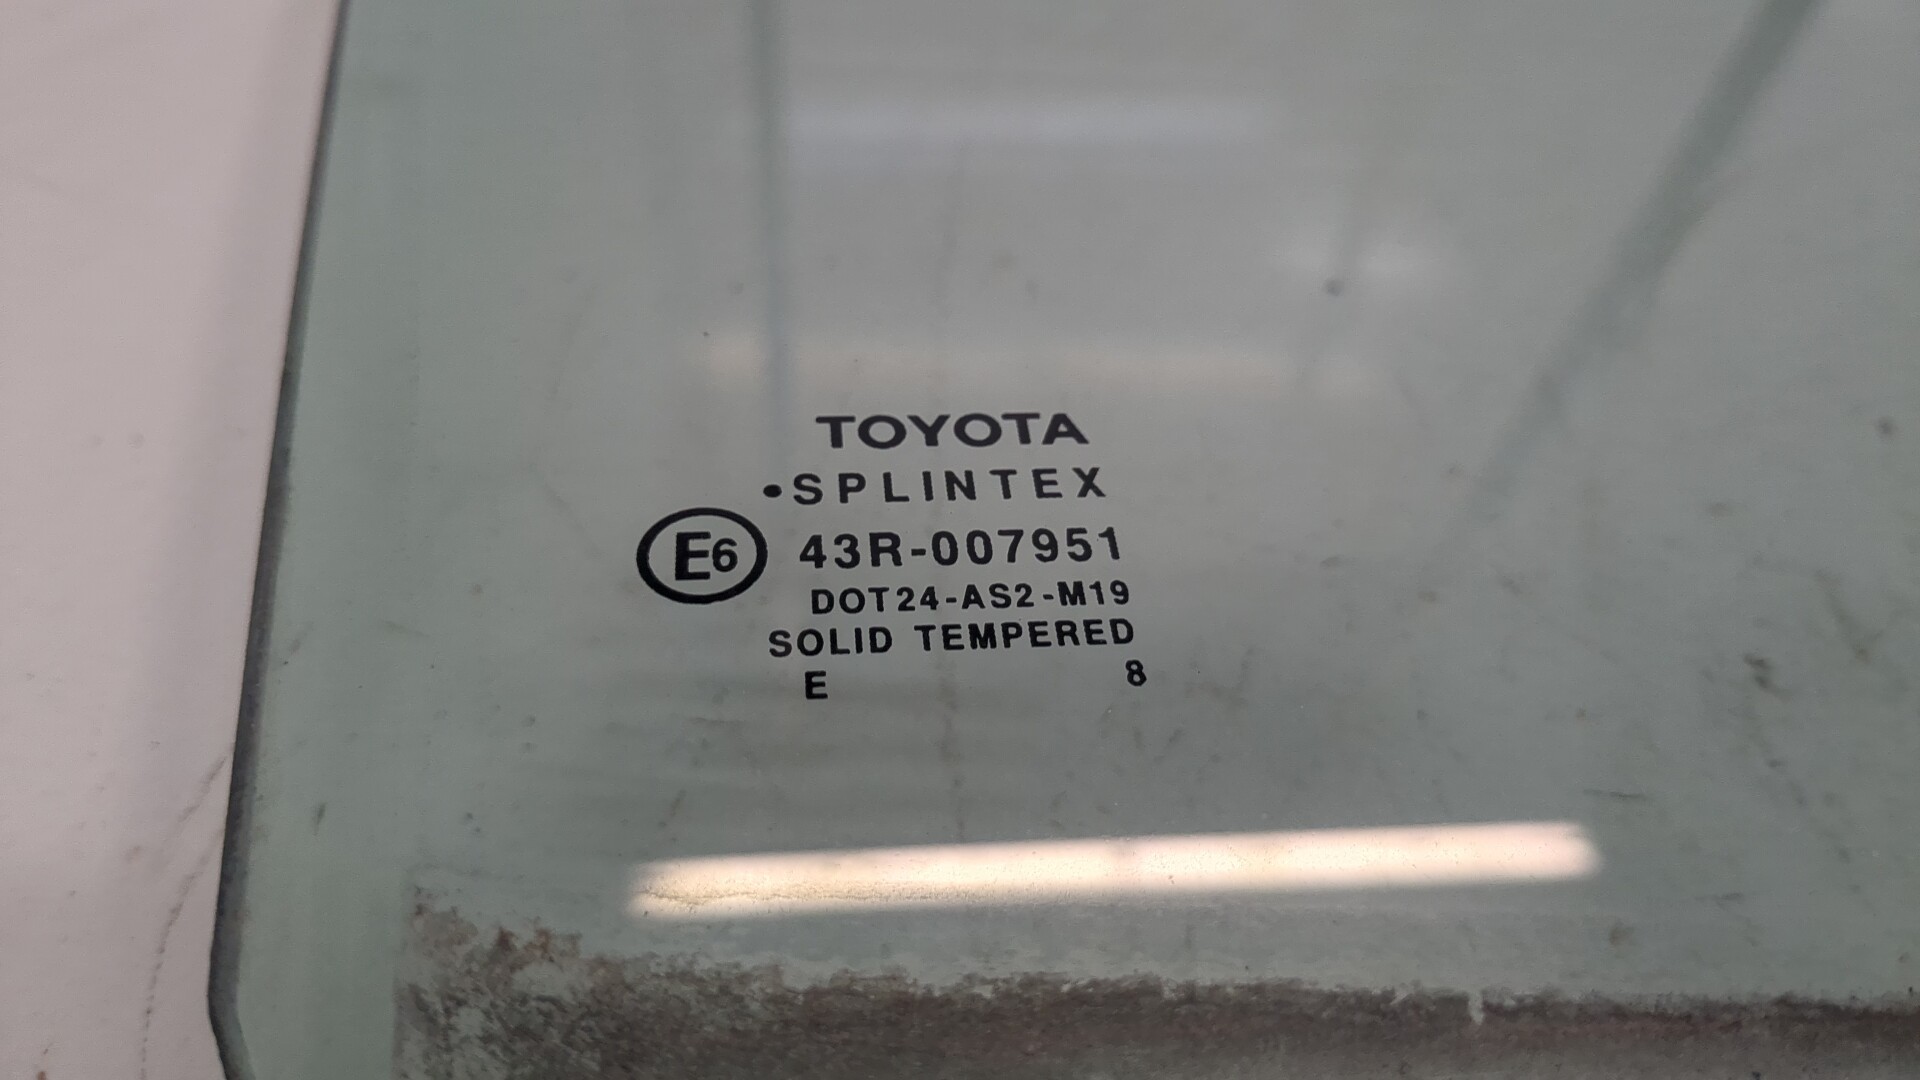 TOYOTA
•SPLINTEX
E6 43R-007951
DOT24-AS2-M19
SOLID TEMPERED
E 8